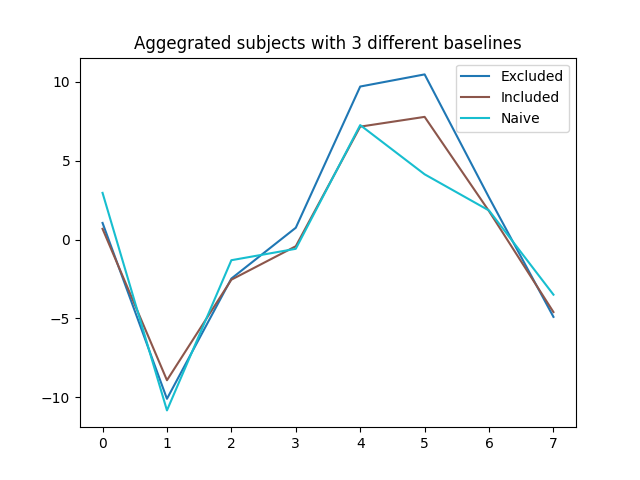 Aggegrated subjects with 3 different baselines
Excluded
Included
Naive
10
5
0
−5
−10
0 1 2 3 4 5 6 7